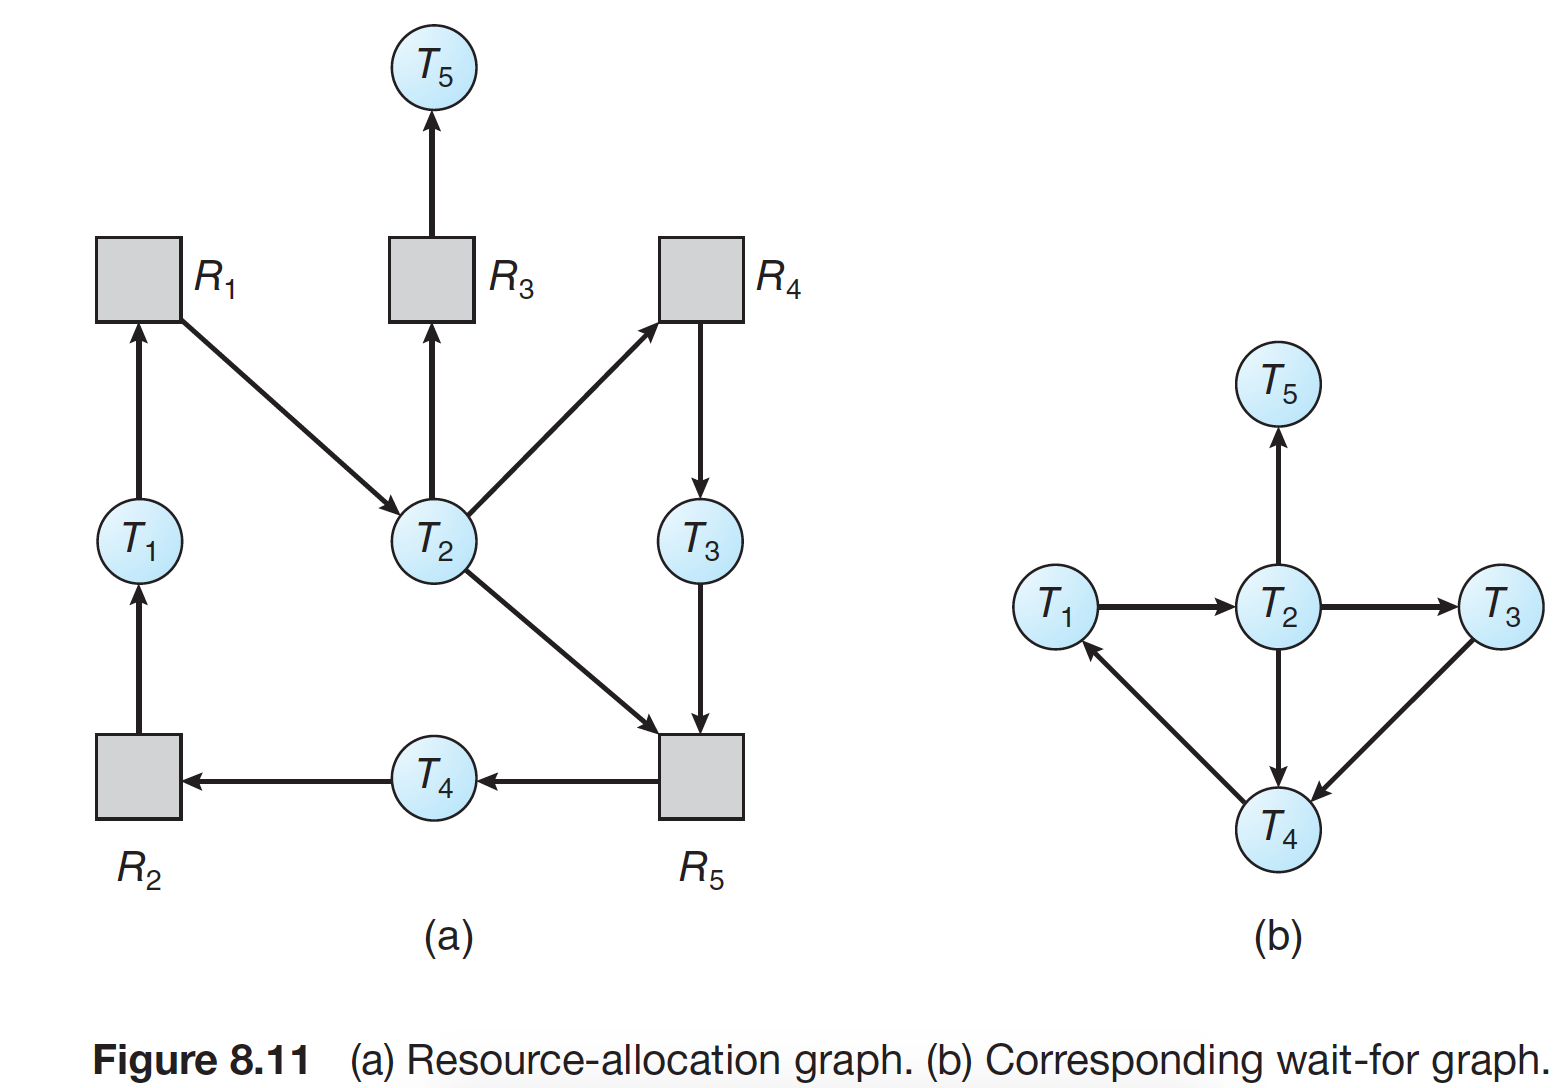 T5
R1
R3
R4
T5
T1
T2
T3
T1
T2
T3
T4
T4
R2
R5
(a)
(b)
Figure 8.11 (a) Resource-allocation graph. (b) Corresponding wait-for graph.